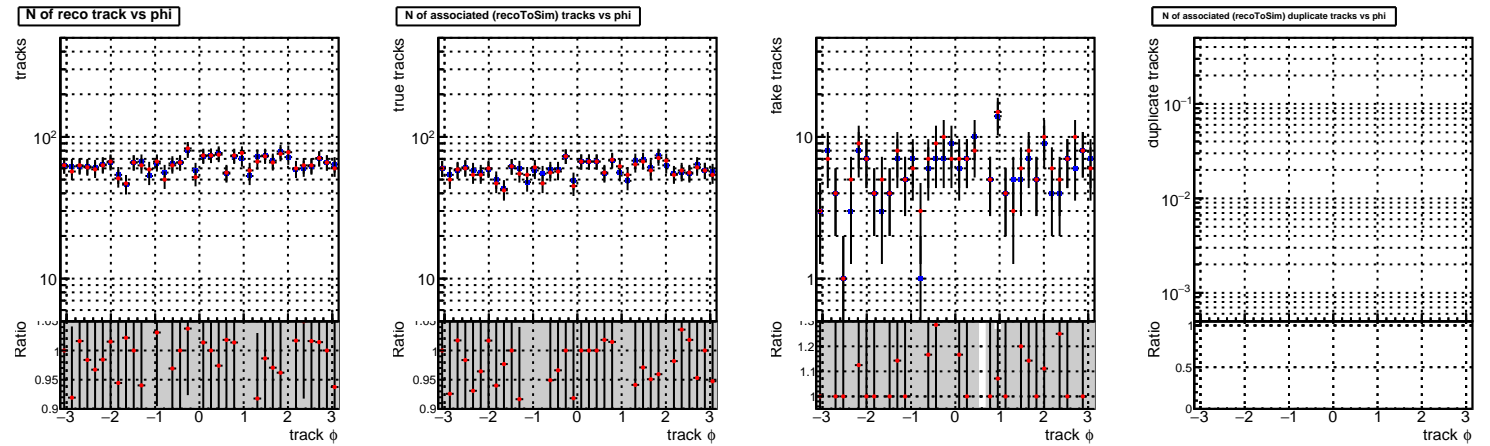 N of reco track vs phi
tracks
10²
10
Ratio
1.05
1
0.95
0.9
−3 −2 −1 0 1 2 3
track ϕ
N of associated (recoToSim) tracks vs phi
true tracks
10²
10
Ratio
1.05
1
0.95
0.9
−3 −2 −1 0 1 2 3
track ϕ
fake tracks
10
1
Ratio
1.3
1.2
1.1
1
−3 −2 −1 0 1 2 3
track ϕ
N of associated (recoToSim) duplicate tracks vs phi
duplicate tracks
10⁻¹
10⁻²
10⁻³
Ratio
1
0.5
0
−3 −2 −1 0 1 2 3
track ϕ